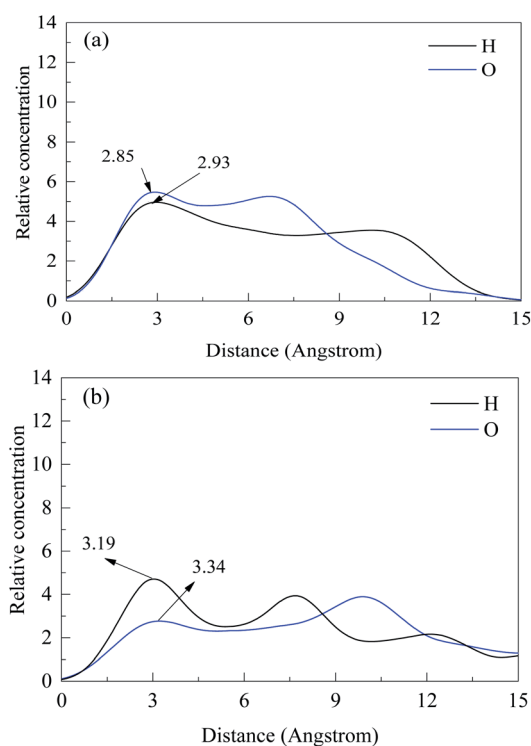 (a)
H
O
2.85
2.93
Relative concentration
14
12
10
8
6
4
2
0
0 3 6 9 12 15
Distance (Angstrom)
(b)
H
O
3.19
3.34
Relative concentration
14
12
10
8
6
4
2
0
0 3 6 9 12 15
Distance (Angstrom)